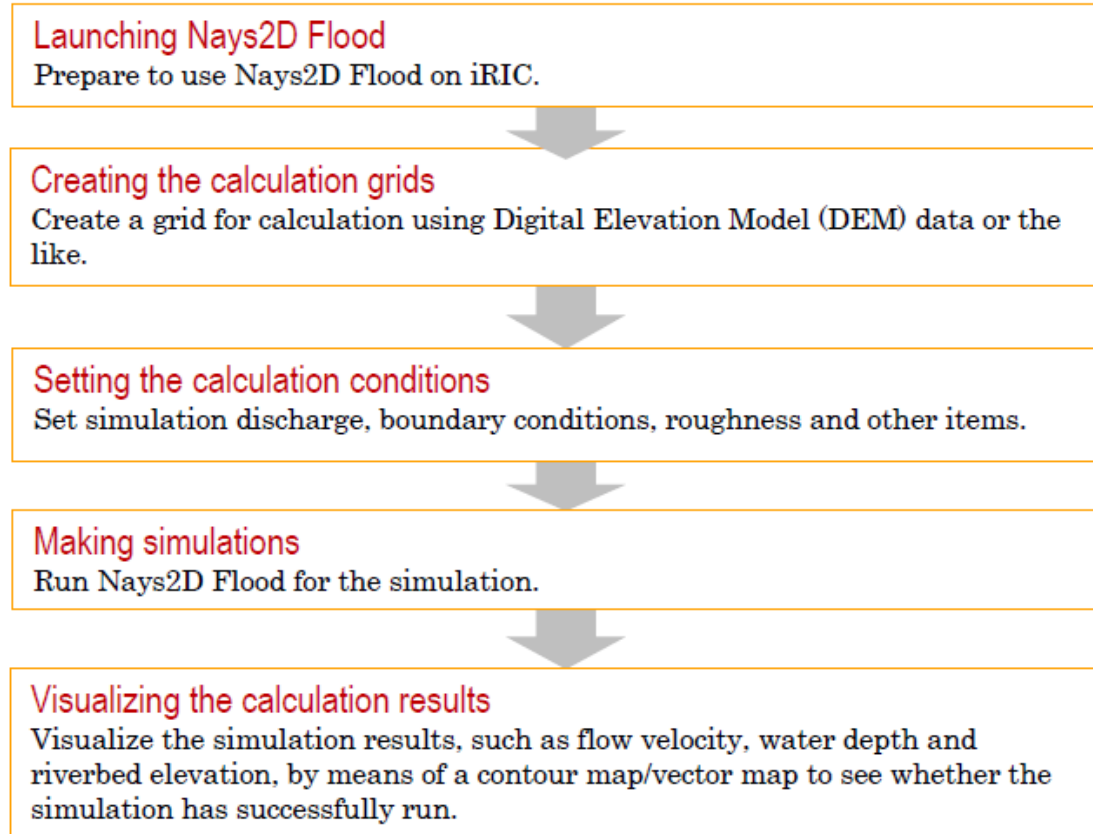 Launching Nays2D Flood
Prepare to use Nays2D Flood on iRIC.
Creating the calculation grids
Create a grid for calculation using Digital Elevation Model (DEM) data or the
like.
Setting the calculation conditions
Set simulation discharge, boundary conditions, roughness and other items.
Making simulations
Run Nays2D Flood for the simulation.
Visualizing the calculation results
Visualize the simulation results, such as flow velocity, water depth and
riverbed elevation, by means of a contour map/vector map to see whether the
simulation has successfully run.